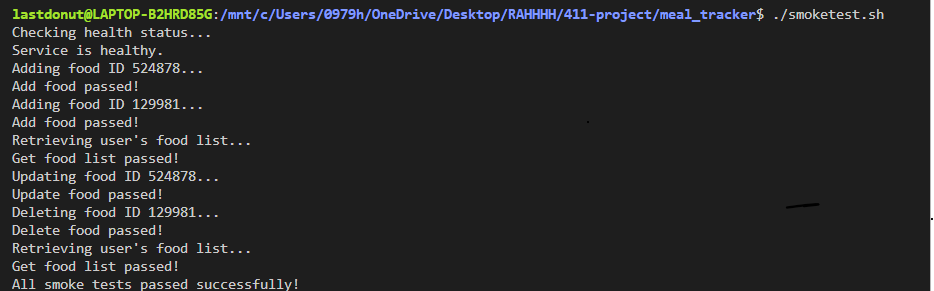 lastdonut@LAPTOP-B2HRD85G:/mnt/c/Users/0979h/OneDrive/Desktop/RAHHHH/411-project/meal_tracker$ ./smoketest.sh
Checking health status...
Service is healthy.
Adding food ID 524878...
Add food passed!
Adding food ID 129981...
Add food passed!
Retrieving user's food list...
Get food list passed!
Updating food ID 524878...
Update food passed!
Deleting food ID 129981...
Delete food passed!
Retrieving user's food list...
Get food list passed!
All smoke tests passed successfully!